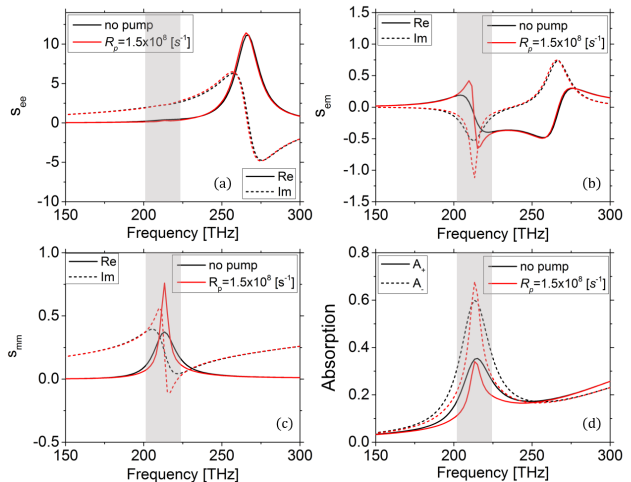 no pump
R_p=1.5x10^8 [s^-1]
s_ee
15
10
5
0
-5
-10
(a)
Re
Im
150 200 250 300
Frequency [THz]
Re
Im
no pump
R_p=1.5x10^8 [s^-1]
s_em
1.5
1.0
0.5
0.0
-0.5
-1.0
-1.5
(b)
150 200 250 300
Frequency [THz]
Re
Im
no pump
R_p=1.5x10^8 [s^-1]
s_mm
1.0
0.5
0.0
-0.5
(c)
150 200 250 300
Frequency [THz]
A_+
A_-
no pump
R_p=1.5x10^8 [s^-1]
Absorption
0.8
0.6
0.4
0.2
0.0
(d)
150 200 250 300
Frequency [THz]